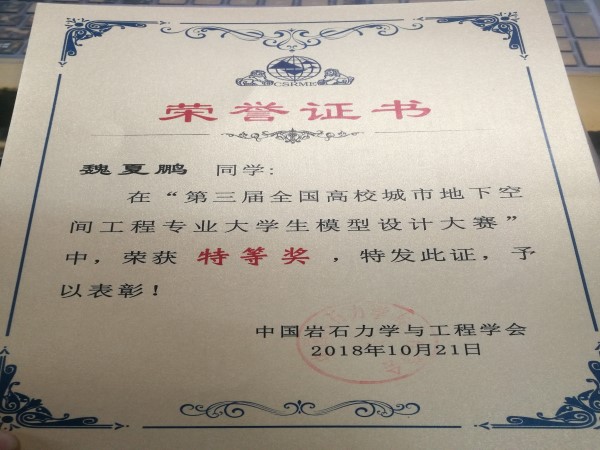 CSRME
荣誉证书
魏夏鹏 同学：
在“第三届全国高校城市地下空
间工程专业大学生模型设计大赛”
中，荣获 特等奖 ，特发此证，予
以表彰！
中国岩石力学与工程学会
2018年10月21日